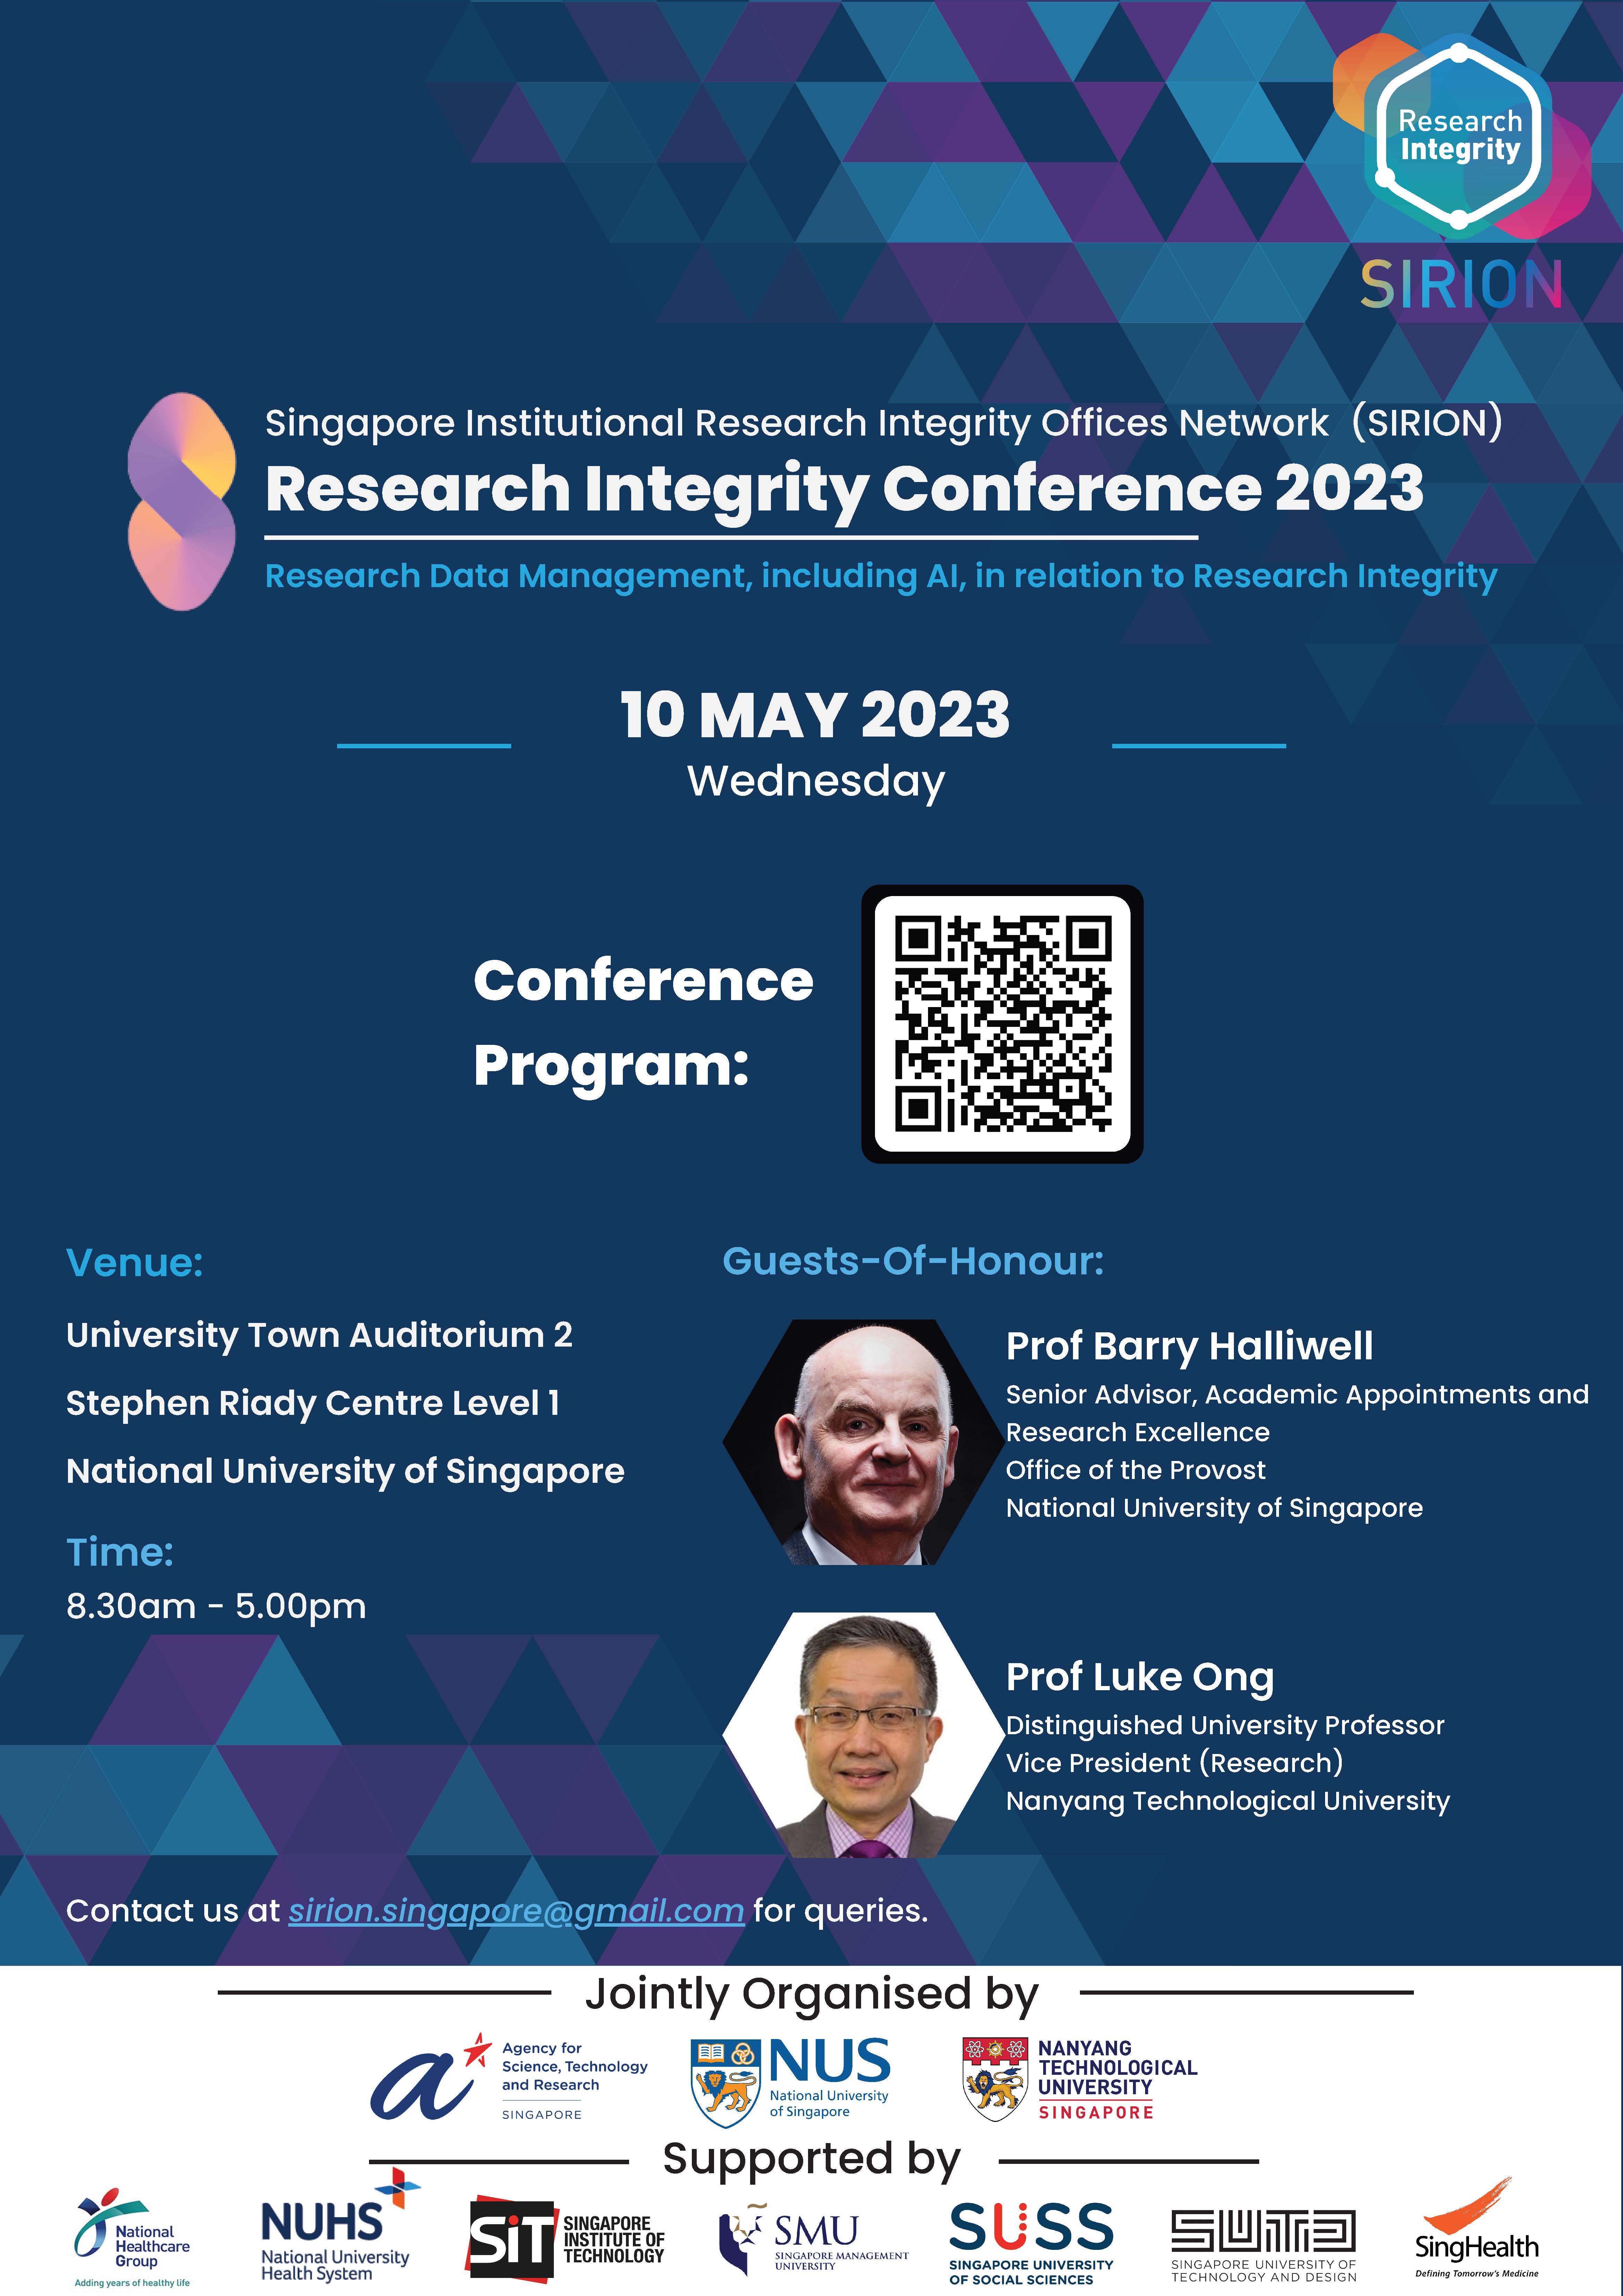 Research
Integrity
SIRION
Singapore Institutional Research Integrity Offices Network (SIRION)
Research Integrity Conference 2023
Research Data Management, including AI, in relation to Research Integrity
10 MAY 2023
Wednesday
Conference
Program:
Venue:
University Town Auditorium 2
Stephen Riady Centre Level 1
National University of Singapore
Time:
8.30am - 5.00pm
Guests-Of-Honour:
Prof Barry Halliwell
Senior Advisor, Academic Appointments and
Research Excellence
Office of the Provost
National University of Singapore
Prof Luke Ong
Distinguished University Professor
Vice President (Research)
Nanyang Technological University
Contact us at sirion.singapore@gmail.com for queries.
Jointly Organised by
Agency for
Science, Technology
and Research
SINGAPORE
NUS
National University
of Singapore
NANYANG
TECHNOLOGICAL
UNIVERSITY
SINGAPORE
Supported by
National
Healthcare
Group
Adding years of healthy life
NUHS
National University
Health System
SiT
SINGAPORE
INSTITUTE OF
TECHNOLOGY
SMU
SINGAPORE MANAGEMENT
UNIVERSITY
SUSS
SINGAPORE UNIVERSITY
OF SOCIAL SCIENCES
SUTD
SINGAPORE UNIVERSITY OF
TECHNOLOGY AND DESIGN
SingHealth
Defining Tomorrow's Medicine